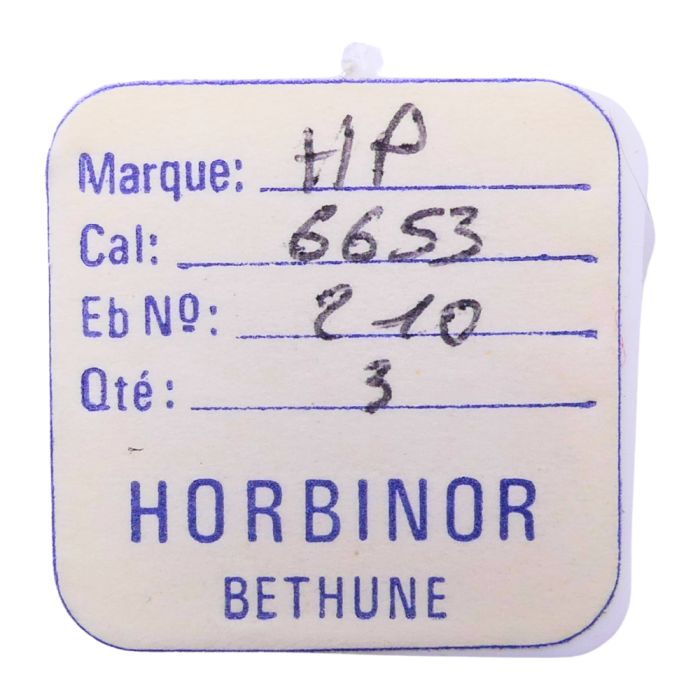 Marque: HP
Cal: 6653
Eb Nº: 210
Qté: 3
HORBINOR
BETHUNE